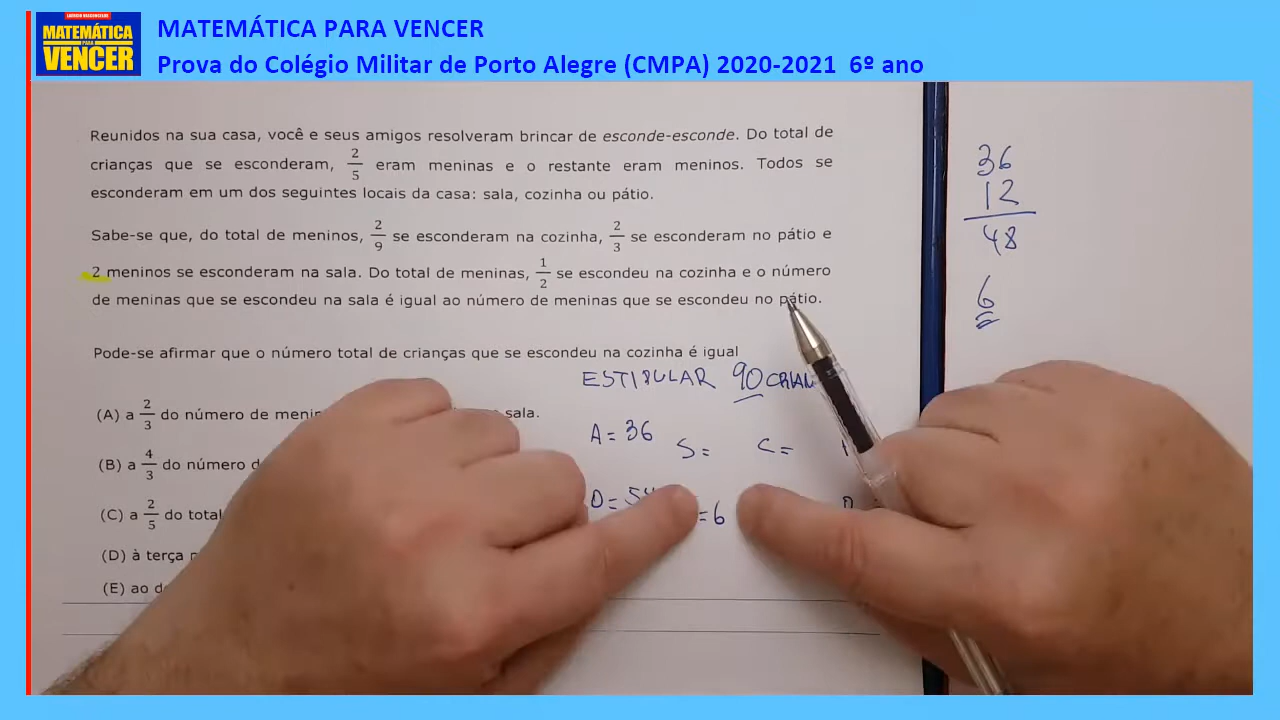 LAÉRCIO VASCONCELOS
MATEMÁTICA
PARA
VENCER
MATEMÁTICA PARA VENCER
Prova do Colégio Militar de Porto Alegre (CMPA) 2020-2021 6º ano
Reunidos na sua casa, você e seus amigos resolveram brincar de esconde-esconde. Do total de
crianças que se esconderam, 2/5 eram meninas e o restante eram meninos. Todos se
esconderam em um dos seguintes locais da casa: sala, cozinha ou pátio.
Sabe-se que, do total de meninos, 2/9 se esconderam na cozinha, 2/3 se esconderam no pátio e
2 meninos se esconderam na sala. Do total de meninas, 1/2 se escondeu na cozinha e o número
de meninas que se escondeu na sala é igual ao número de meninas que se escondeu no pátio.
Pode-se afirmar que o número total de crianças que se escondeu na cozinha é igual
(A) a 2/3 do número de sala.
(B) a 4/3 do número
(C) a 2/5 do total
(D) à terça
(E) ao
ESTIPULAR 90
A = 36 S = C =
= 54 = 6
36
12
48
6